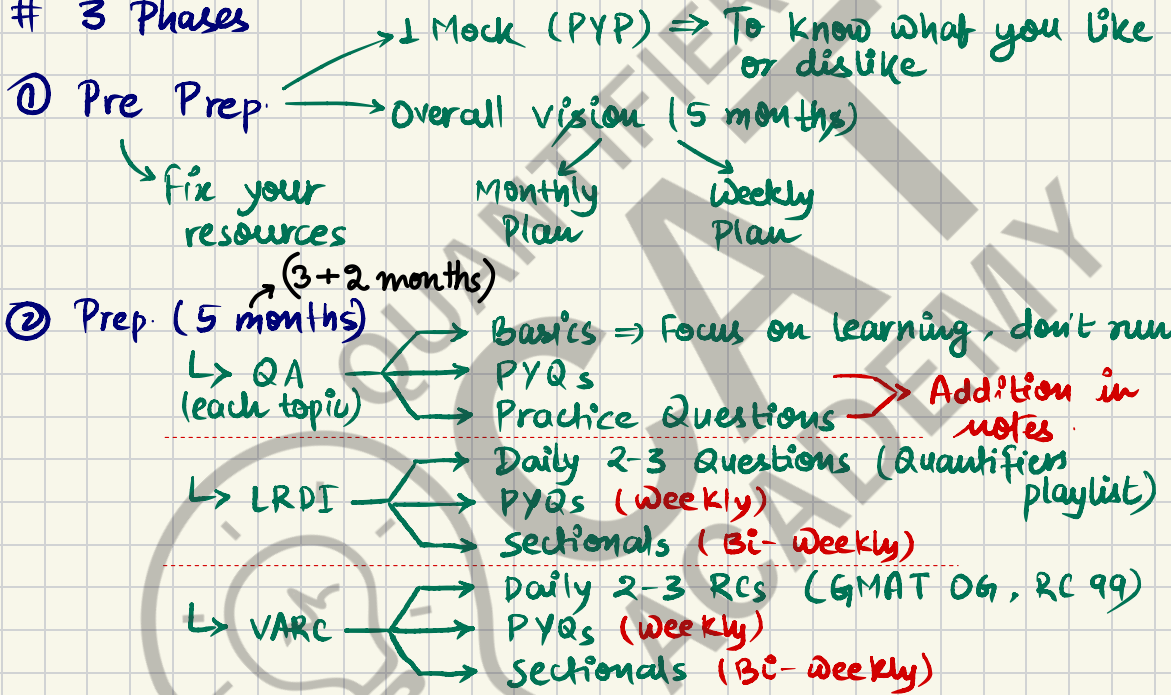 # 3 Phases
1 Mock (PYP) ⇒ To know what you like
or dislike
① Pre Prep.
Overall vision (5 months)
Fix your
resources
Monthly
Plan
Weekly
Plan
(3+2 months)
② Prep. (5 months)
Basics ⇒ Focus on learning, don't run
QA
(each topic)
PYQs
Practice Questions
Addition in
notes.
LRDI
Daily 2-3 Questions (Quantifiers
playlist)
PYQs (Weekly)
Sectionals (Bi-Weekly)
VARC
Daily 2-3 RCs (GMAT OG, RC 99)
PYQs (Weekly)
Sectionals (Bi-Weekly)
QUANTIFIERS
CAT
ACADEMY